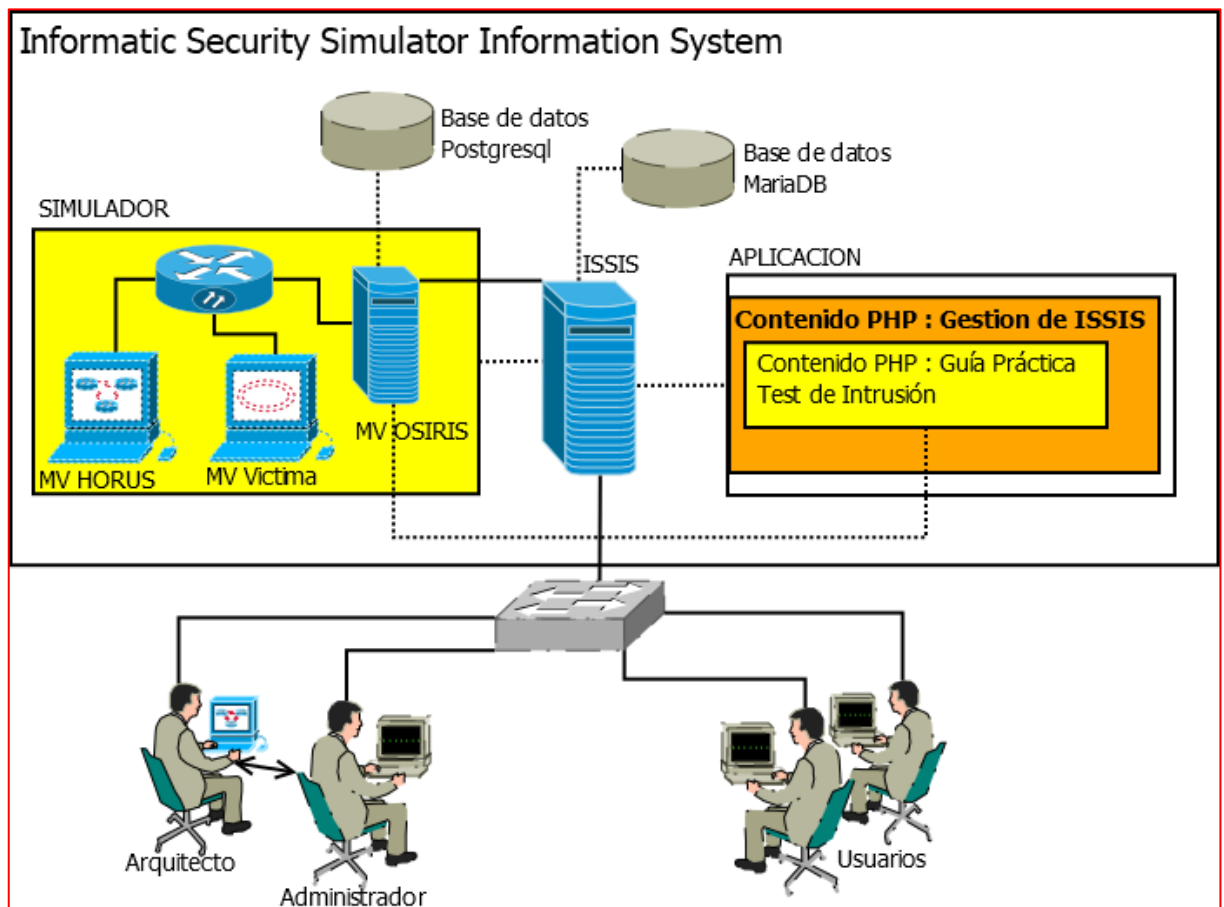 Informatic Security Simulator Information System
Base de datos
Postgresql
Base de datos
MariaDB
SIMULADOR
ISSIS
APLICACION
Contenido PHP : Gestion de ISSIS
Contenido PHP : Guía Práctica
Test de Intrusión
MV OSIRIS
MV HORUS
MV Victima
Arquitecto
Administrador
Usuarios